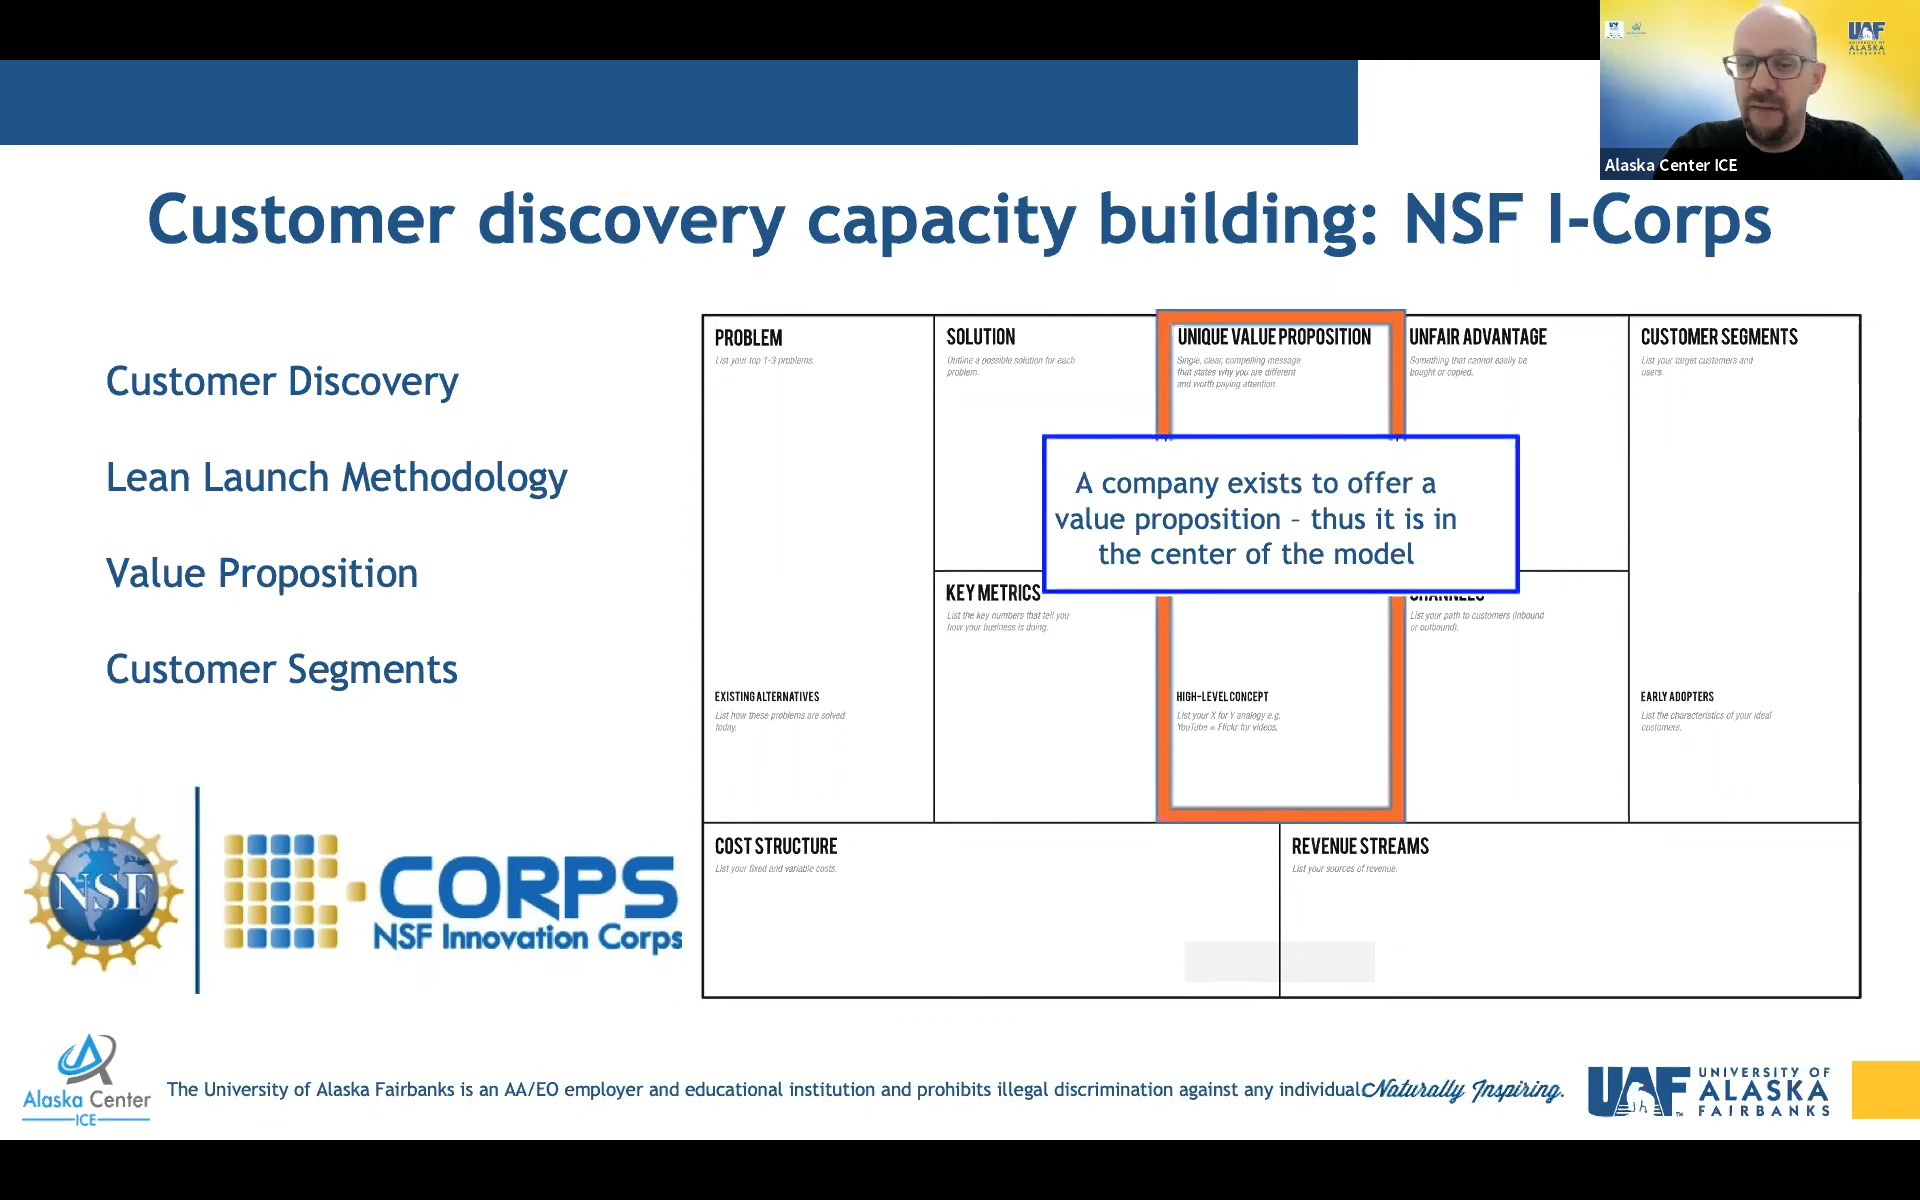 UAF
UNIVERSITY OF
ALASKA
FAIRBANKS
Alaska Center ICE
Customer discovery capacity building: NSF I-Corps
Customer Discovery
Lean Launch Methodology
Value Proposition
Customer Segments
PROBLEM
List your top 1-3 problems.
EXISTING ALTERNATIVES
List how these problems are solved
today.
SOLUTION
Outline a possible solution for each
problem.
KEY METRICS
List the key numbers that tell you
how your business is doing.
UNIQUE VALUE PROPOSITION
Single, clear, compelling message
that states why you are different
and worth paying attention.
A company exists to offer a
value proposition – thus it is in
the center of the model
HIGH-LEVEL CONCEPT
List your X for Y analogy e.g.
YouTube = Flickr for videos.
UNFAIR ADVANTAGE
Something that cannot easily be
bought or copied.
CHANNELS
List your path to customers (inbound
or outbound).
CUSTOMER SEGMENTS
List your target customers and
users.
EARLY ADOPTERS
List the characteristics of your ideal
customers.
COST STRUCTURE
List your fixed and variable costs.
REVENUE STREAMS
List your sources of revenue.
NSF
I-CORPS
NSF Innovation Corps
Alaska Center
ICE
The University of Alaska Fairbanks is an AA/EO employer and educational institution and prohibits illegal discrimination against any individual
Naturally Inspiring.
UAF
UNIVERSITY OF
ALASKA
FAIRBANKS